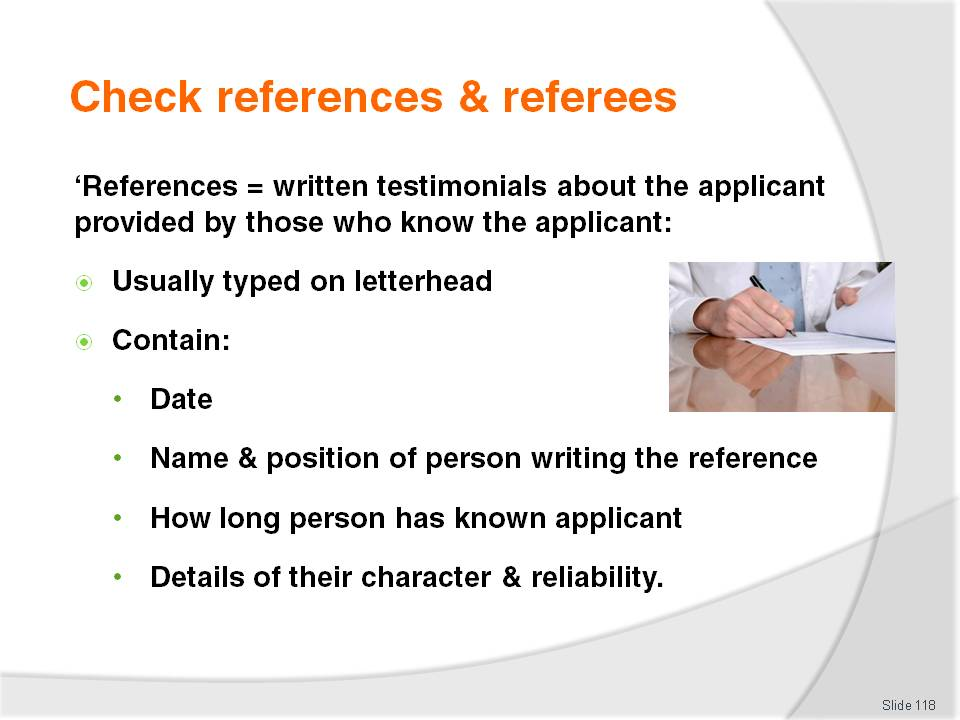 Check references & referees
‘References = written testimonials about the applicant
provided by those who know the applicant:
Usually typed on letterhead
Contain:
• Date
• Name & position of person writing the reference
• How long person has known applicant
• Details of their character & reliability.
Slide 118